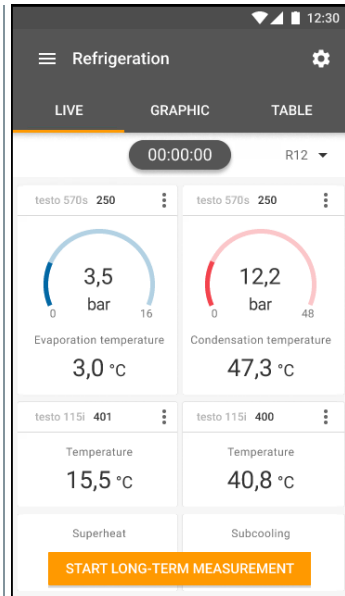 12:30
Refrigeration
LIVE GRAPHIC TABLE
00:00:00 R12
testo 570s 250 testo 570s 250
3,5 12,2
bar bar
0 16 0 48
Evaporation temperature Condensation temperature
3,0 °C 47,3 °C
testo 115i 401 testo 115i 400
Temperature Temperature
15,5 °C 40,8 °C
Superheat Subcooling
START LONG-TERM MEASUREMENT